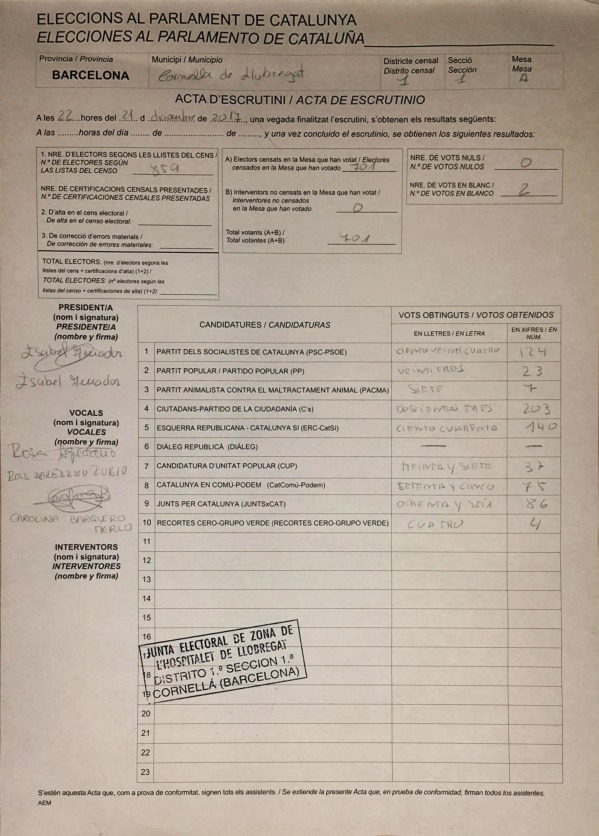 ELECCIONS AL PARLAMENT DE CATALUNYA
ELECCIONES AL PARLAMENTO DE CATALUÑA
Província / Provincia
BARCELONA
Municipi / Municipio
Cornella de Llobregat
Districte censal
Distrito censal
1
Secció
Sección
1
Mesa
Mesa
A
ACTA D'ESCRUTINI / ACTA DE ESCRUTINIO
A les 22 hores del 21 d diciembre de 2017, una vegada finalitzat l'escrutini, s'obtenen els resultats següents:
A las .........horas del día ....... de .................... de ........., y una vez concluido el escrutinio, se obtienen los siguientes resultados:
1. NRE. D'ELECTORS SEGONS LES LLISTES DEL CENS /
N.º DE ELECTORES SEGÚN
LAS LISTAS DEL CENSO 859
NRE. DE CERTIFICACIONS CENSALS PRESENTADES /
N.º DE CERTIFICACIONES CENSALES PRESENTADAS
2. D'alta en el cens electoral /
De alta en el censo electoral:
3. De correcció d'errors materials /
De corrección de errores materiales:
TOTAL ELECTORS: (nre. d'electors segons les
llistes del cens + certificacions d'alta) (1+2) /
TOTAL ELECTORES: (nº electores según las
listas del censo + certificaciones de alta) (1+2)
A) Electors censats en la Mesa que han votat / Electores
censados en la Mesa que han votado 701
B) Interventors no censats en la Mesa que han votat /
Interventores no censados
en la Mesa que han votado 0
Total votants (A+B) /
Total votantes (A+B) 701
NRE. DE VOTS NULS /
N.º DE VOTOS NULOS 0
NRE. DE VOTS EN BLANC /
N.º DE VOTOS EN BLANCO 2
PRESIDENT/A
(nom i signatura)
PRESIDENTE/A
(nombre y firma)
Isabel
Isabel
VOCALS
(nom i signatura)
VOCALES
(nombre y firma)
Rosa
ROSA
CAROLINA BARQUERO
MERLO
INTERVENTORS
(nom i signatura)
INTERVENTORES
(nombre y firma)
CANDIDATURES / CANDIDATURAS
VOTS OBTINGUTS / VOTOS OBTENIDOS
EN LLETRES / EN LETRA
EN XIFRES / EN NÚM.
1 PARTIT DELS SOCIALISTES DE CATALUNYA (PSC-PSOE) CIENTO VEINTICUATRO 124
2 PARTIT POPULAR / PARTIDO POPULAR (PP) VEINTITRES 23
3 PARTIT ANIMALISTA CONTRA EL MALTRACTAMENT ANIMAL (PACMA) SIETE 7
4 CIUTADANS-PARTIDO DE LA CIUDADANÍA (C's) DOSCIENTOS TRES 203
5 ESQUERRA REPUBLICANA - CATALUNYA SI (ERC-CatSí) CIENTO CUARENTA 140
6 DIÀLEG REPUBLICÀ (DIÀLEG) — —
7 CANDIDATURA D'UNITAT POPULAR (CUP) TREINTA Y SIETE 37
8 CATALUNYA EN COMÚ-PODEM (CatComú-Podem) SETENTA Y CINCO 75
9 JUNTS PER CATALUNYA (JUNTSxCAT) OCHENTA Y SEIS 86
10 RECORTES CERO-GRUPO VERDE (RECORTES CERO-GRUPO VERDE) CUATRO 4
11
12
13
14
15
16
JUNTA ELECTORAL DE ZONA DE
L'HOSPITALET DE LLOBREGAT
18
DISTRITO 1.º SECCION 1.ª
19
CORNELLÁ (BARCELONA)
20
21
22
23
S'estén aquesta Acta que, com a prova de conformitat, signen tots els assistents. / Se extiende la presente Acta que, en prueba de conformidad, firman todos los asistentes.
AEM